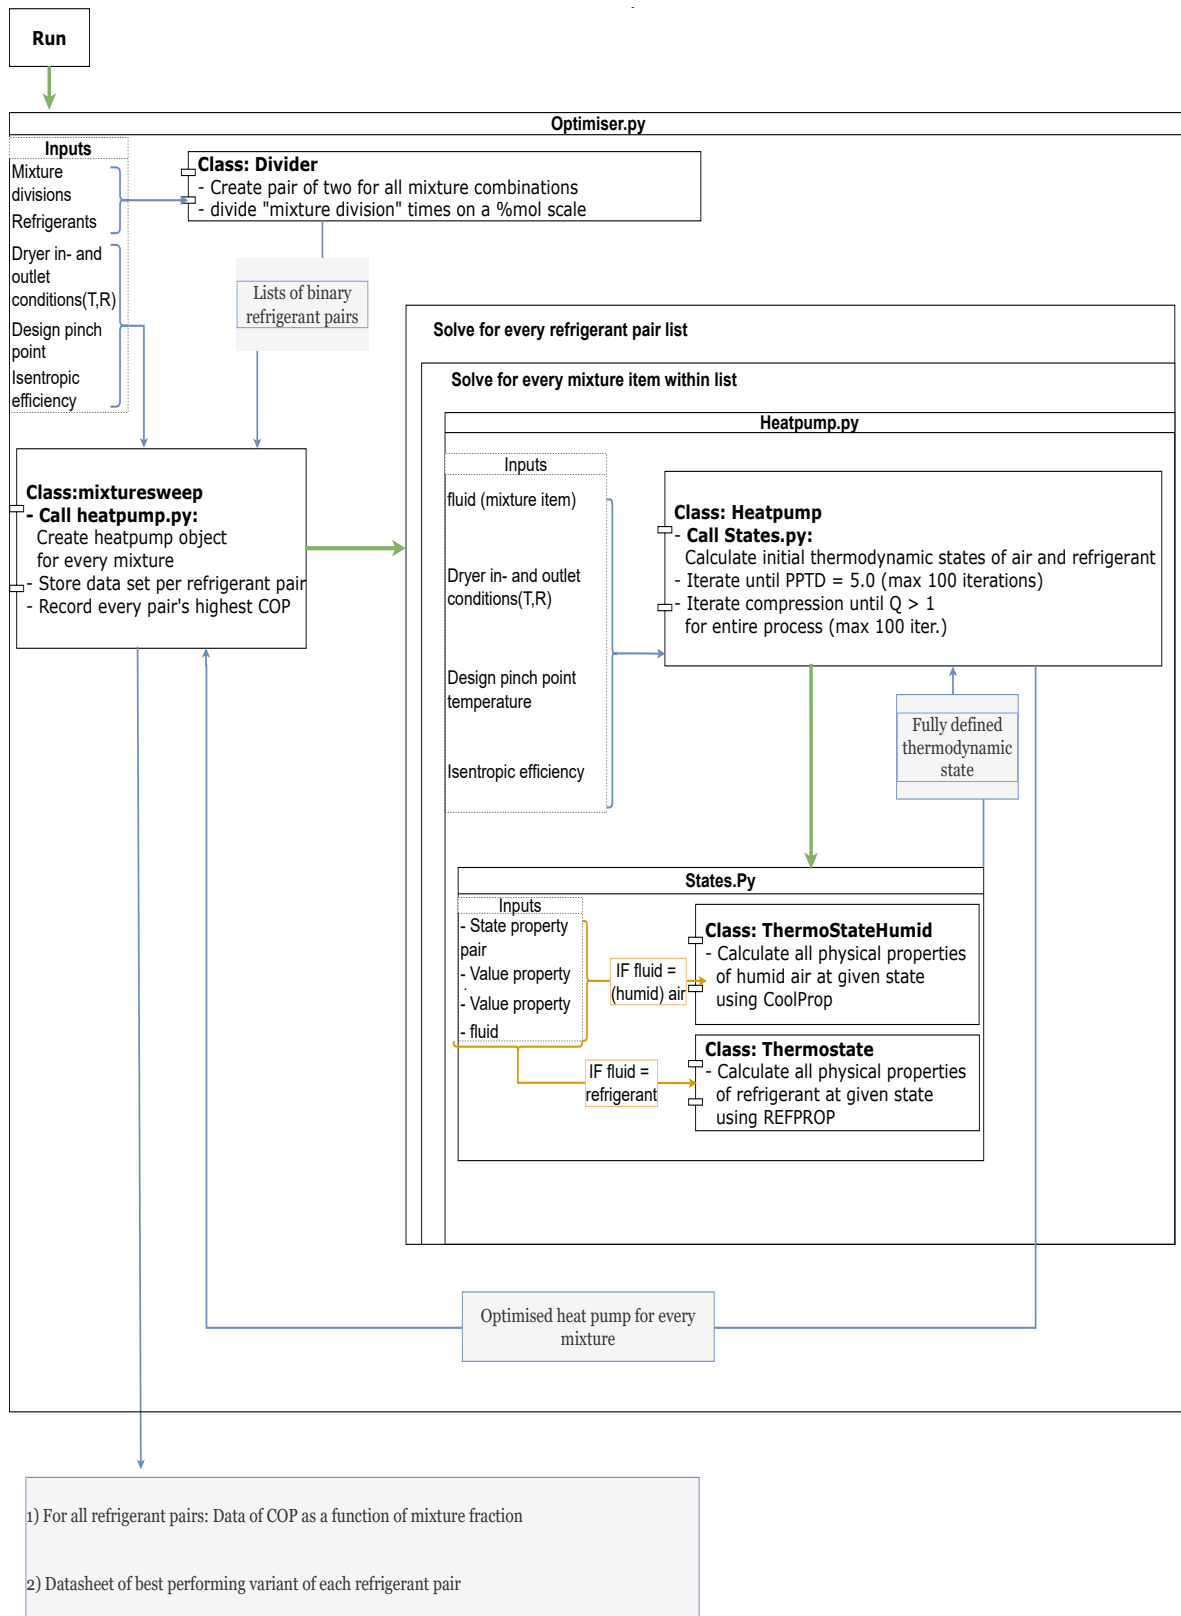 Run
Optimiser.py
Inputs
Mixture
divisions
Refrigerants
Dryer in- and
outlet
conditions(T,R)
Design pinch
point
Isentropic
efficiency
Class: Divider
- Create pair of two for all mixture combinations
- divide "mixture division" times on a %mol scale
Lists of binary
refrigerant pairs
Class:mixturesweep
- Call heatpump.py:
Create heatpump object
for every mixture
- Store data set per refrigerant pair
- Record every pair's highest COP
Solve for every refrigerant pair list
Solve for every mixture item within list
Heatpump.py
Inputs
fluid (mixture item)
Dryer in- and outlet
conditions(T,R)
Design pinch point
temperature
Isentropic efficiency
Class: Heatpump
- Call States.py:
Calculate initial thermodynamic states of air and refrigerant
- Iterate until PPTD = 5.0 (max 100 iterations)
- Iterate compression until Q > 1
for entire process (max 100 iter.)
Fully defined
thermodynamic
state
States.Py
Inputs
- State property
pair
- Value property
- Value property
- fluid
IF fluid =
(humid) air
IF fluid =
refrigerant
Class: ThermoStateHumid
- Calculate all physical properties
of humid air at given state
using CoolProp
Class: Thermostate
- Calculate all physical properties
of refrigerant at given state
using REFPROP
Optimised heat pump for every
mixture
1) For all refrigerant pairs: Data of COP as a function of mixture fraction
2) Datasheet of best performing variant of each refrigerant pair